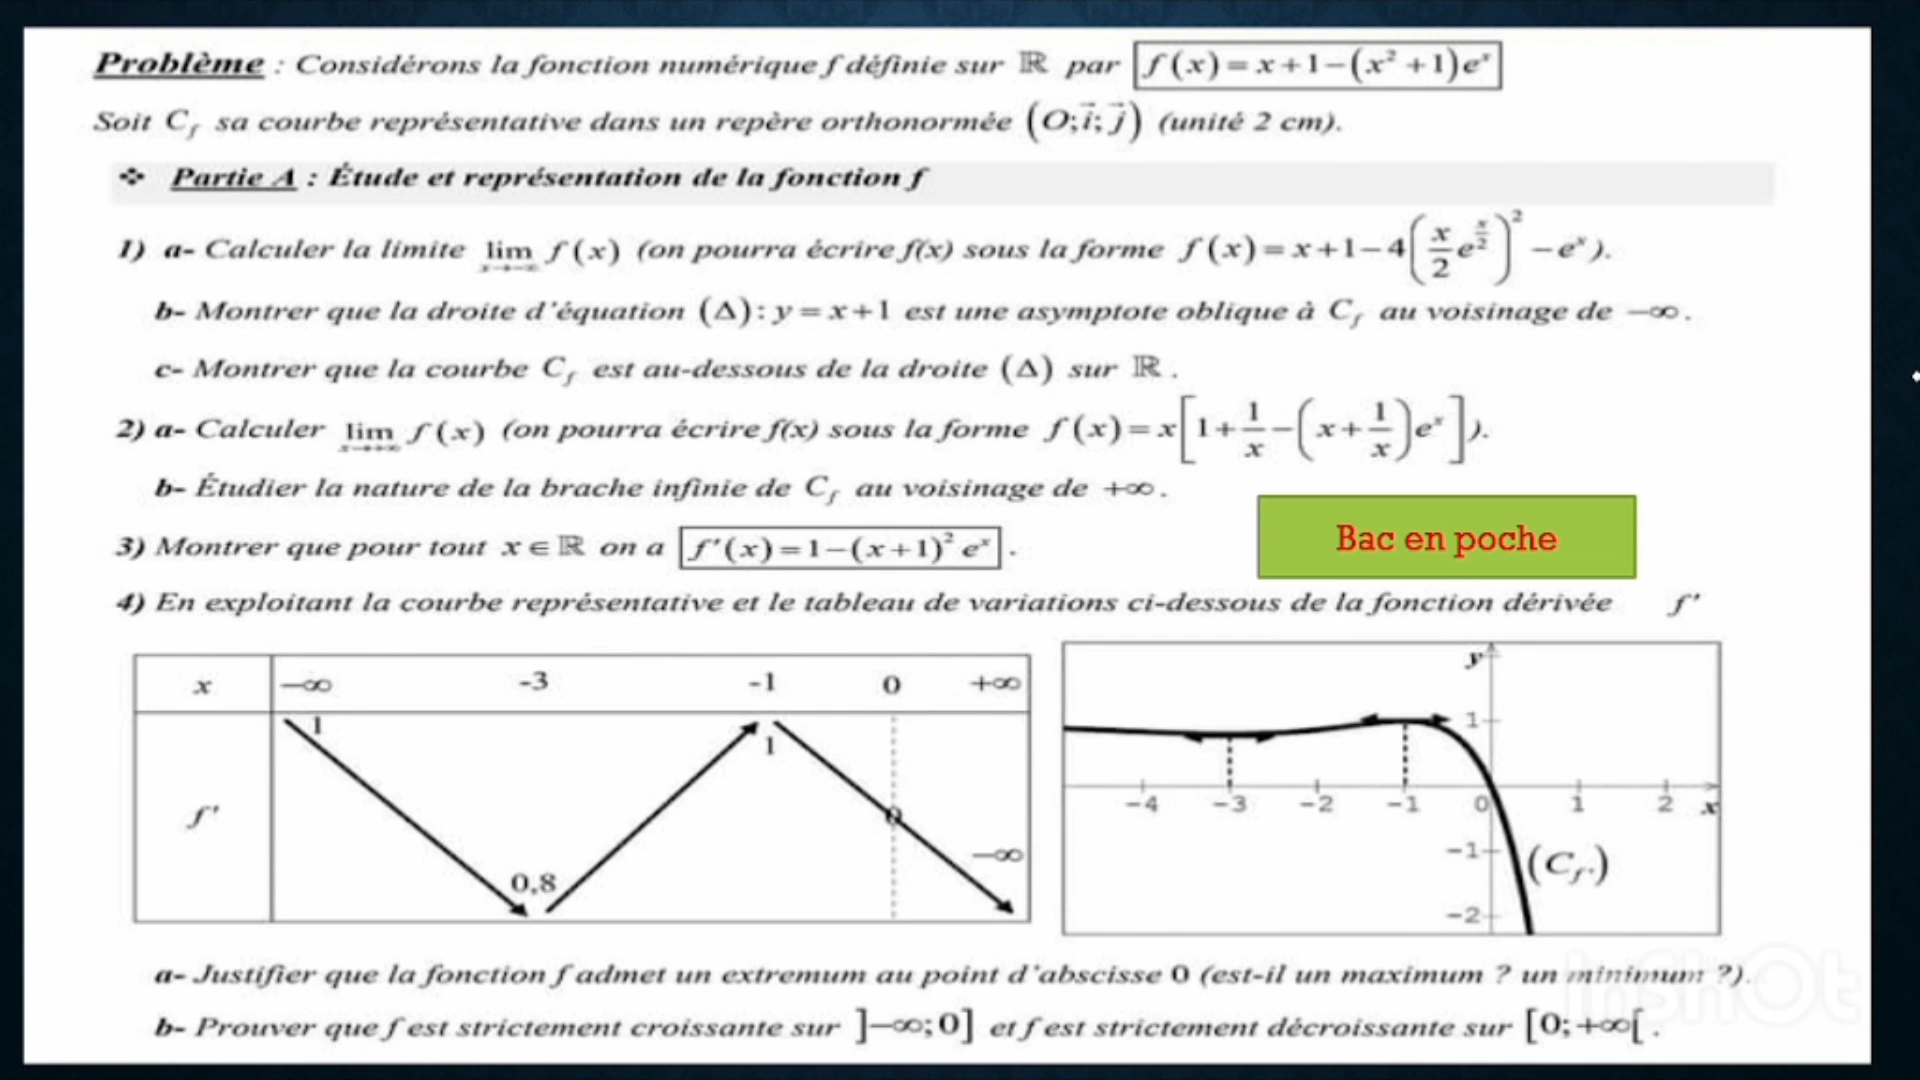 Problème : Considérons la fonction numérique f définie sur ℝ par f(x)=x+1−(x²+1)eˣ
Soit C_f sa courbe représentative dans un repère orthonormée (O;i⃗;j⃗) (unité 2 cm).
❖ Partie A : Étude et représentation de la fonction f
1) a- Calculer la limite lim_{x→−∞} f(x) (on pourra écrire f(x) sous la forme f(x)=x+1−4(x/2 e^{x/2})²−eˣ).
b- Montrer que la droite d'équation (Δ): y=x+1 est une asymptote oblique à C_f au voisinage de −∞.
c- Montrer que la courbe C_f est au-dessous de la droite (Δ) sur ℝ.
2) a- Calculer lim_{x→+∞} f(x) (on pourra écrire f(x) sous la forme f(x)=x[1+1/x−(x+1/x)eˣ]).
b- Étudier la nature de la brache infinie de C_f au voisinage de +∞.
Bac en poche
3) Montrer que pour tout x∈ℝ on a f'(x)=1−(x+1)²eˣ.
4) En exploitant la courbe représentative et le tableau de variations ci-dessous de la fonction dérivée f'
x −∞ -3 -1 0 +∞
f' 1 0,8 1 0 −∞
y
1
−4 −3 −2 −1 0 1 2 x
−1
(C_f')
−2
a- Justifier que la fonction f admet un extremum au point d'abscisse 0 (est-il un maximum ? un minimum ?).
b- Prouver que f est strictement croissante sur ]−∞;0] et f est strictement décroissante sur [0;+∞[.
InShOt